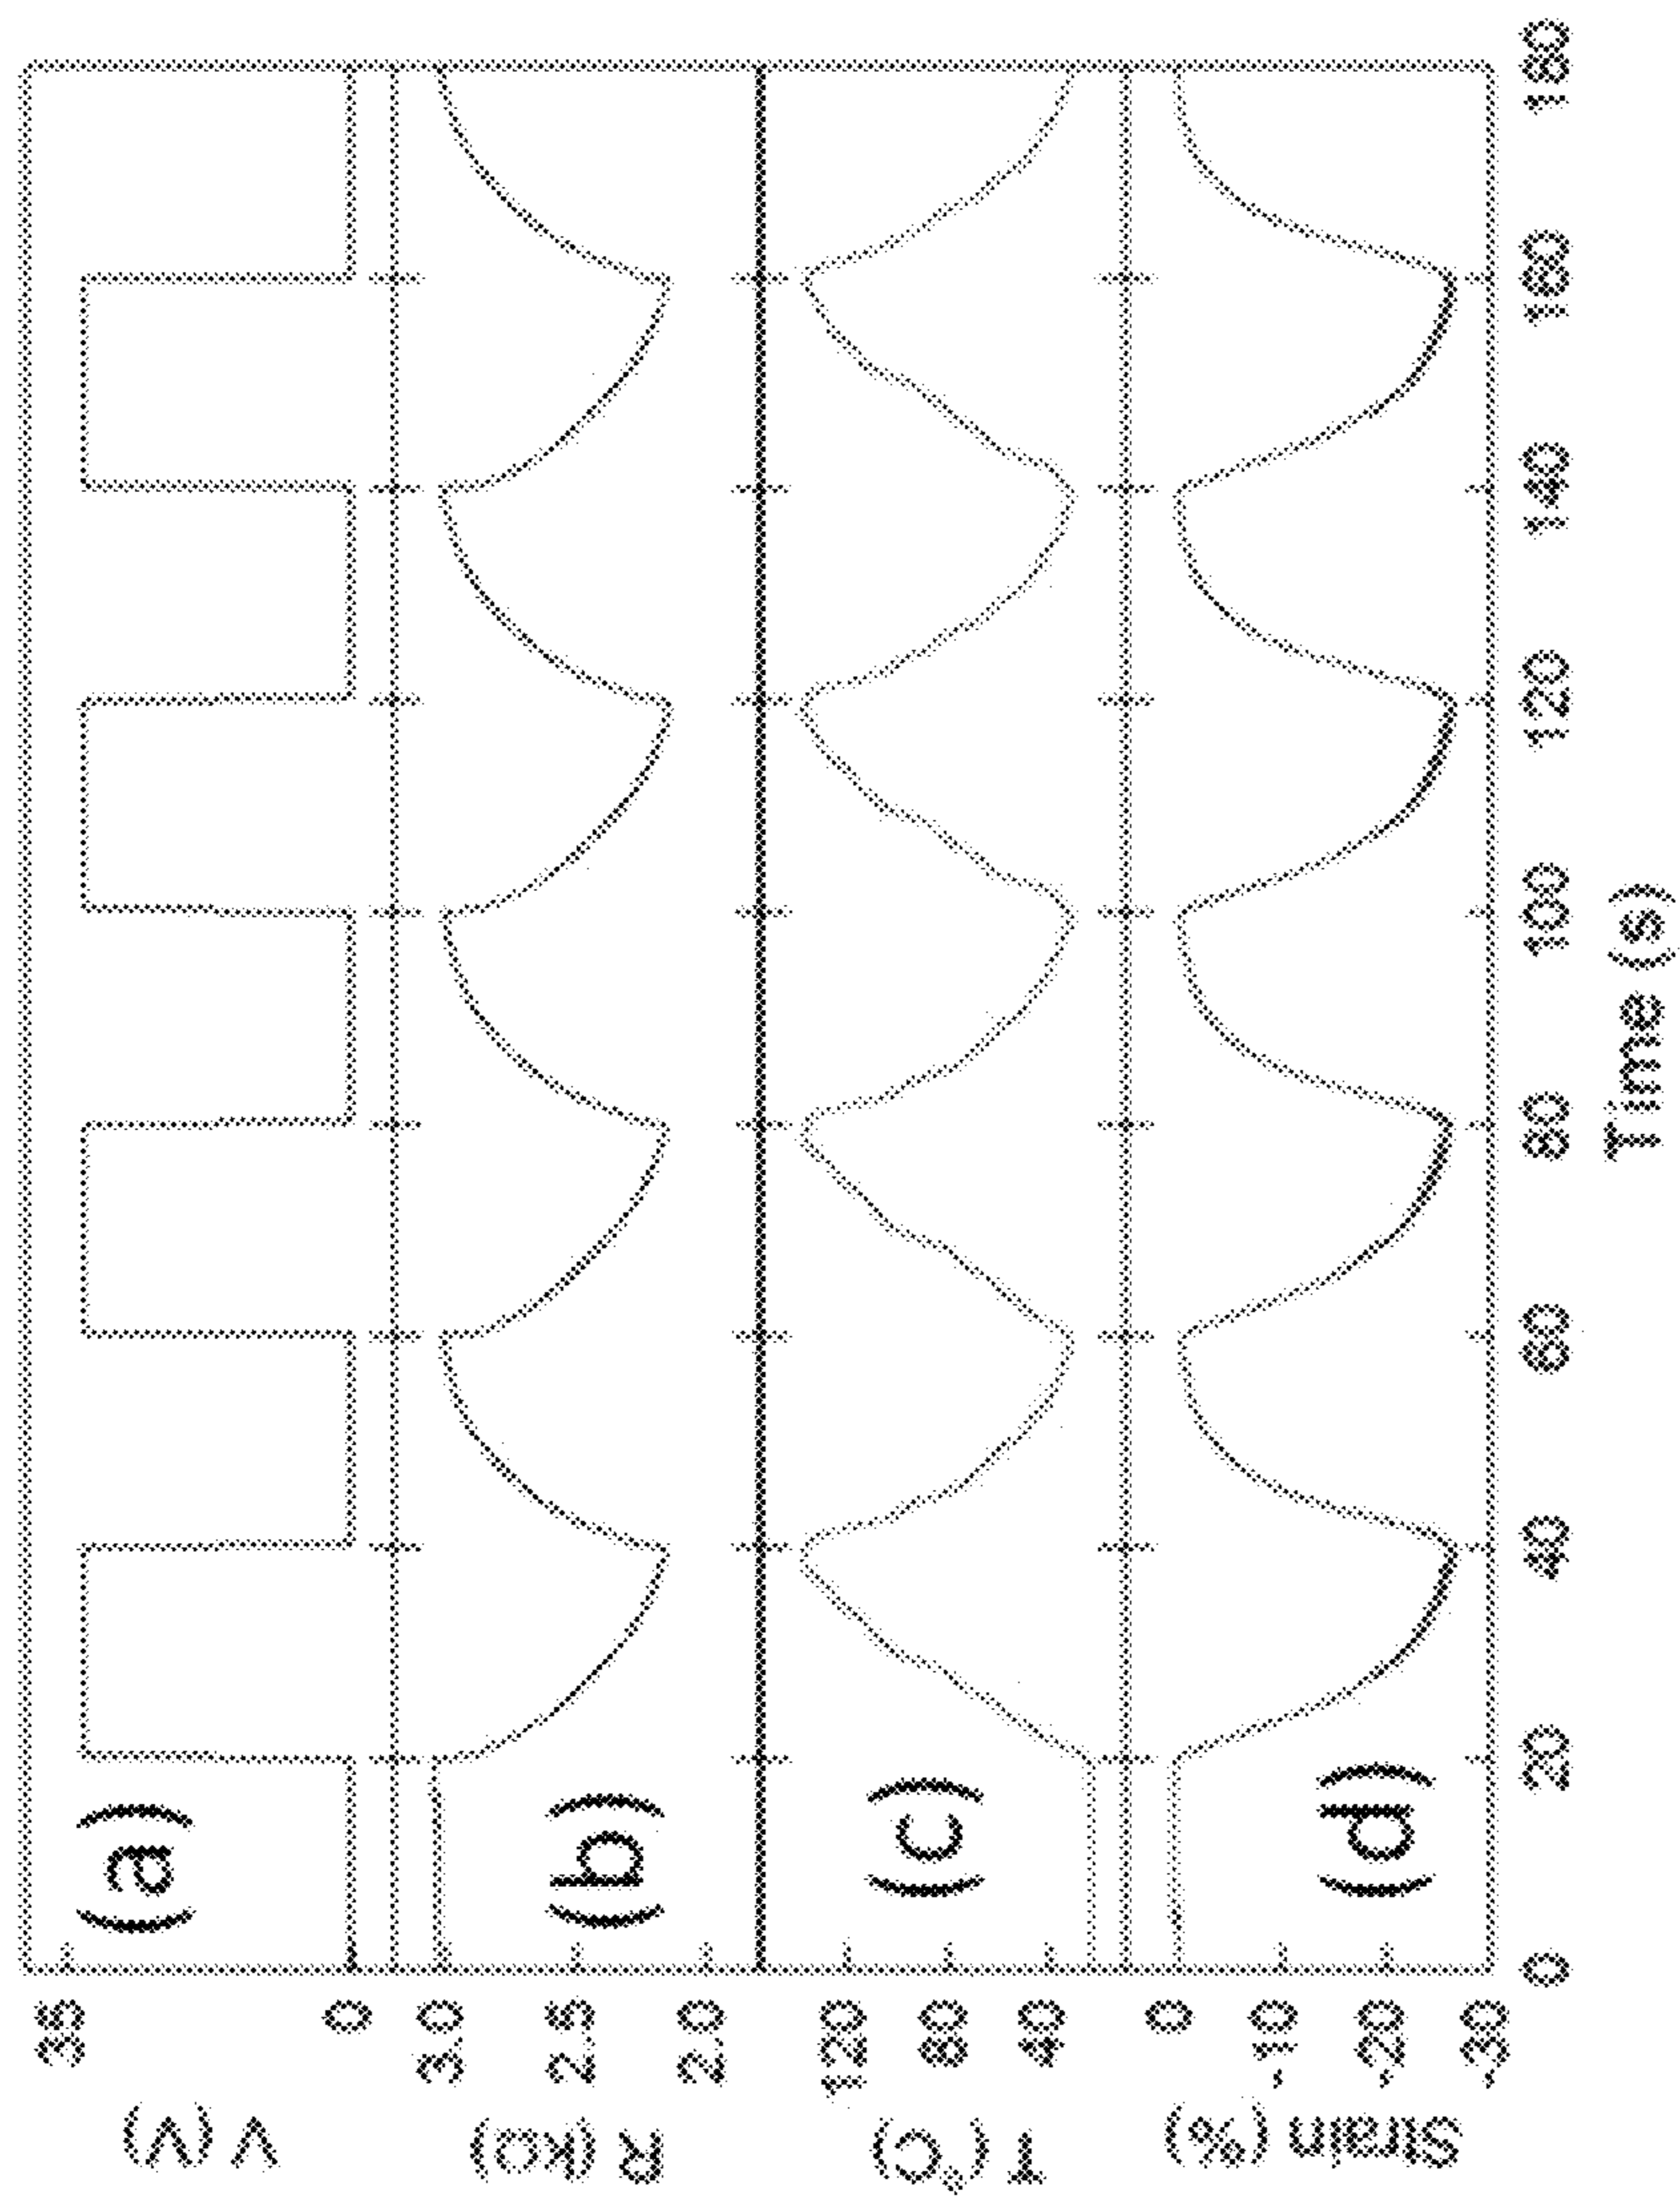 (a)
V (V)
35
0
(b)
R (kΩ)
3.0
2.5
2.0
(c)
T (°C)
120
80
40
(d)
Strain (%)
0
-10
-20
-30
0 20 40 60 80 100 120 140 160 180
Time (s)